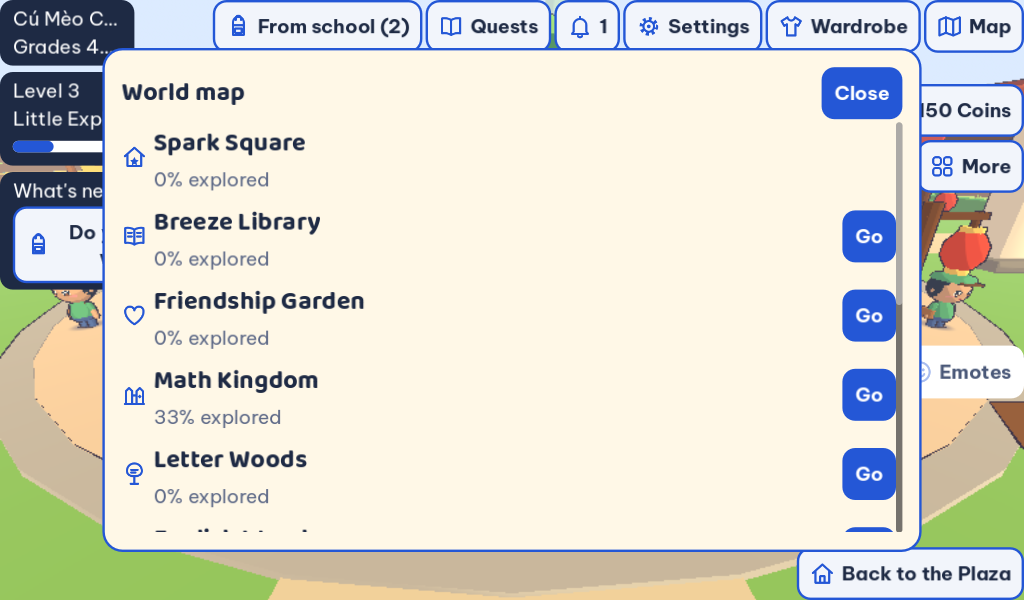 Cú Mèo C...
Grades 4...
From school (2)
Quests
1
Settings
Wardrobe
Map
Level 3
Little Exp
150 Coins
More
What's ne
Do
World map
Close
Spark Square
0% explored
Breeze Library
0% explored
Go
Friendship Garden
0% explored
Go
Math Kingdom
33% explored
Go
Letter Woods
0% explored
Go
Emotes
Back to the Plaza